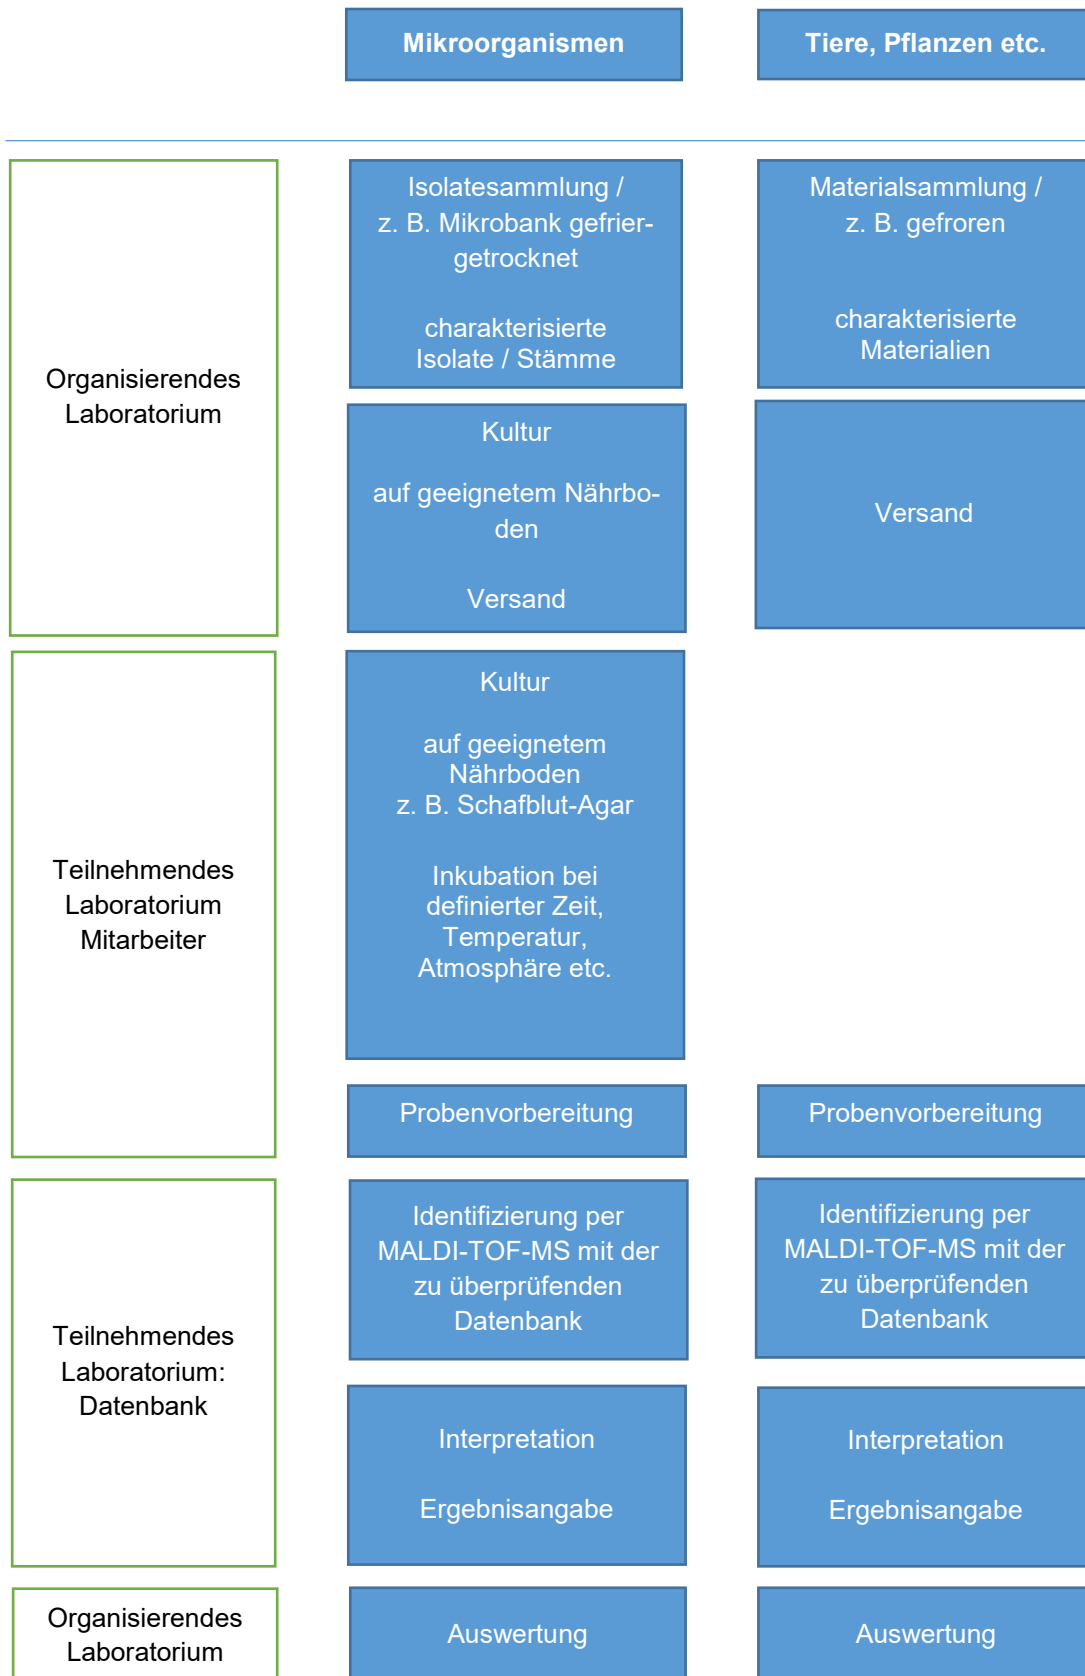 Mikroorganismen
Tiere, Pflanzen etc.
Organisierendes
Laboratorium
Isolatesammlung /
z. B. Mikrobank gefrier-
getrocknet
charakterisierte
Isolate / Stämme
Materialsammlung /
z. B. gefroren
charakterisierte
Materialien
Kultur
auf geeignetem Nährbo-
den
Versand
Versand
Teilnehmendes
Laboratorium
Mitarbeiter
Kultur
auf geeignetem
Nährboden
z. B. Schafblut-Agar
Inkubation bei
definierter Zeit,
Temperatur,
Atmosphäre etc.
Probenvorbereitung
Probenvorbereitung
Teilnehmendes
Laboratorium:
Datenbank
Identifizierung per
MALDI-TOF-MS mit der
zu überprüfenden
Datenbank
Identifizierung per
MALDI-TOF-MS mit der
zu überprüfenden
Datenbank
Interpretation
Ergebnisangabe
Interpretation
Ergebnisangabe
Organisierendes
Laboratorium
Auswertung
Auswertung